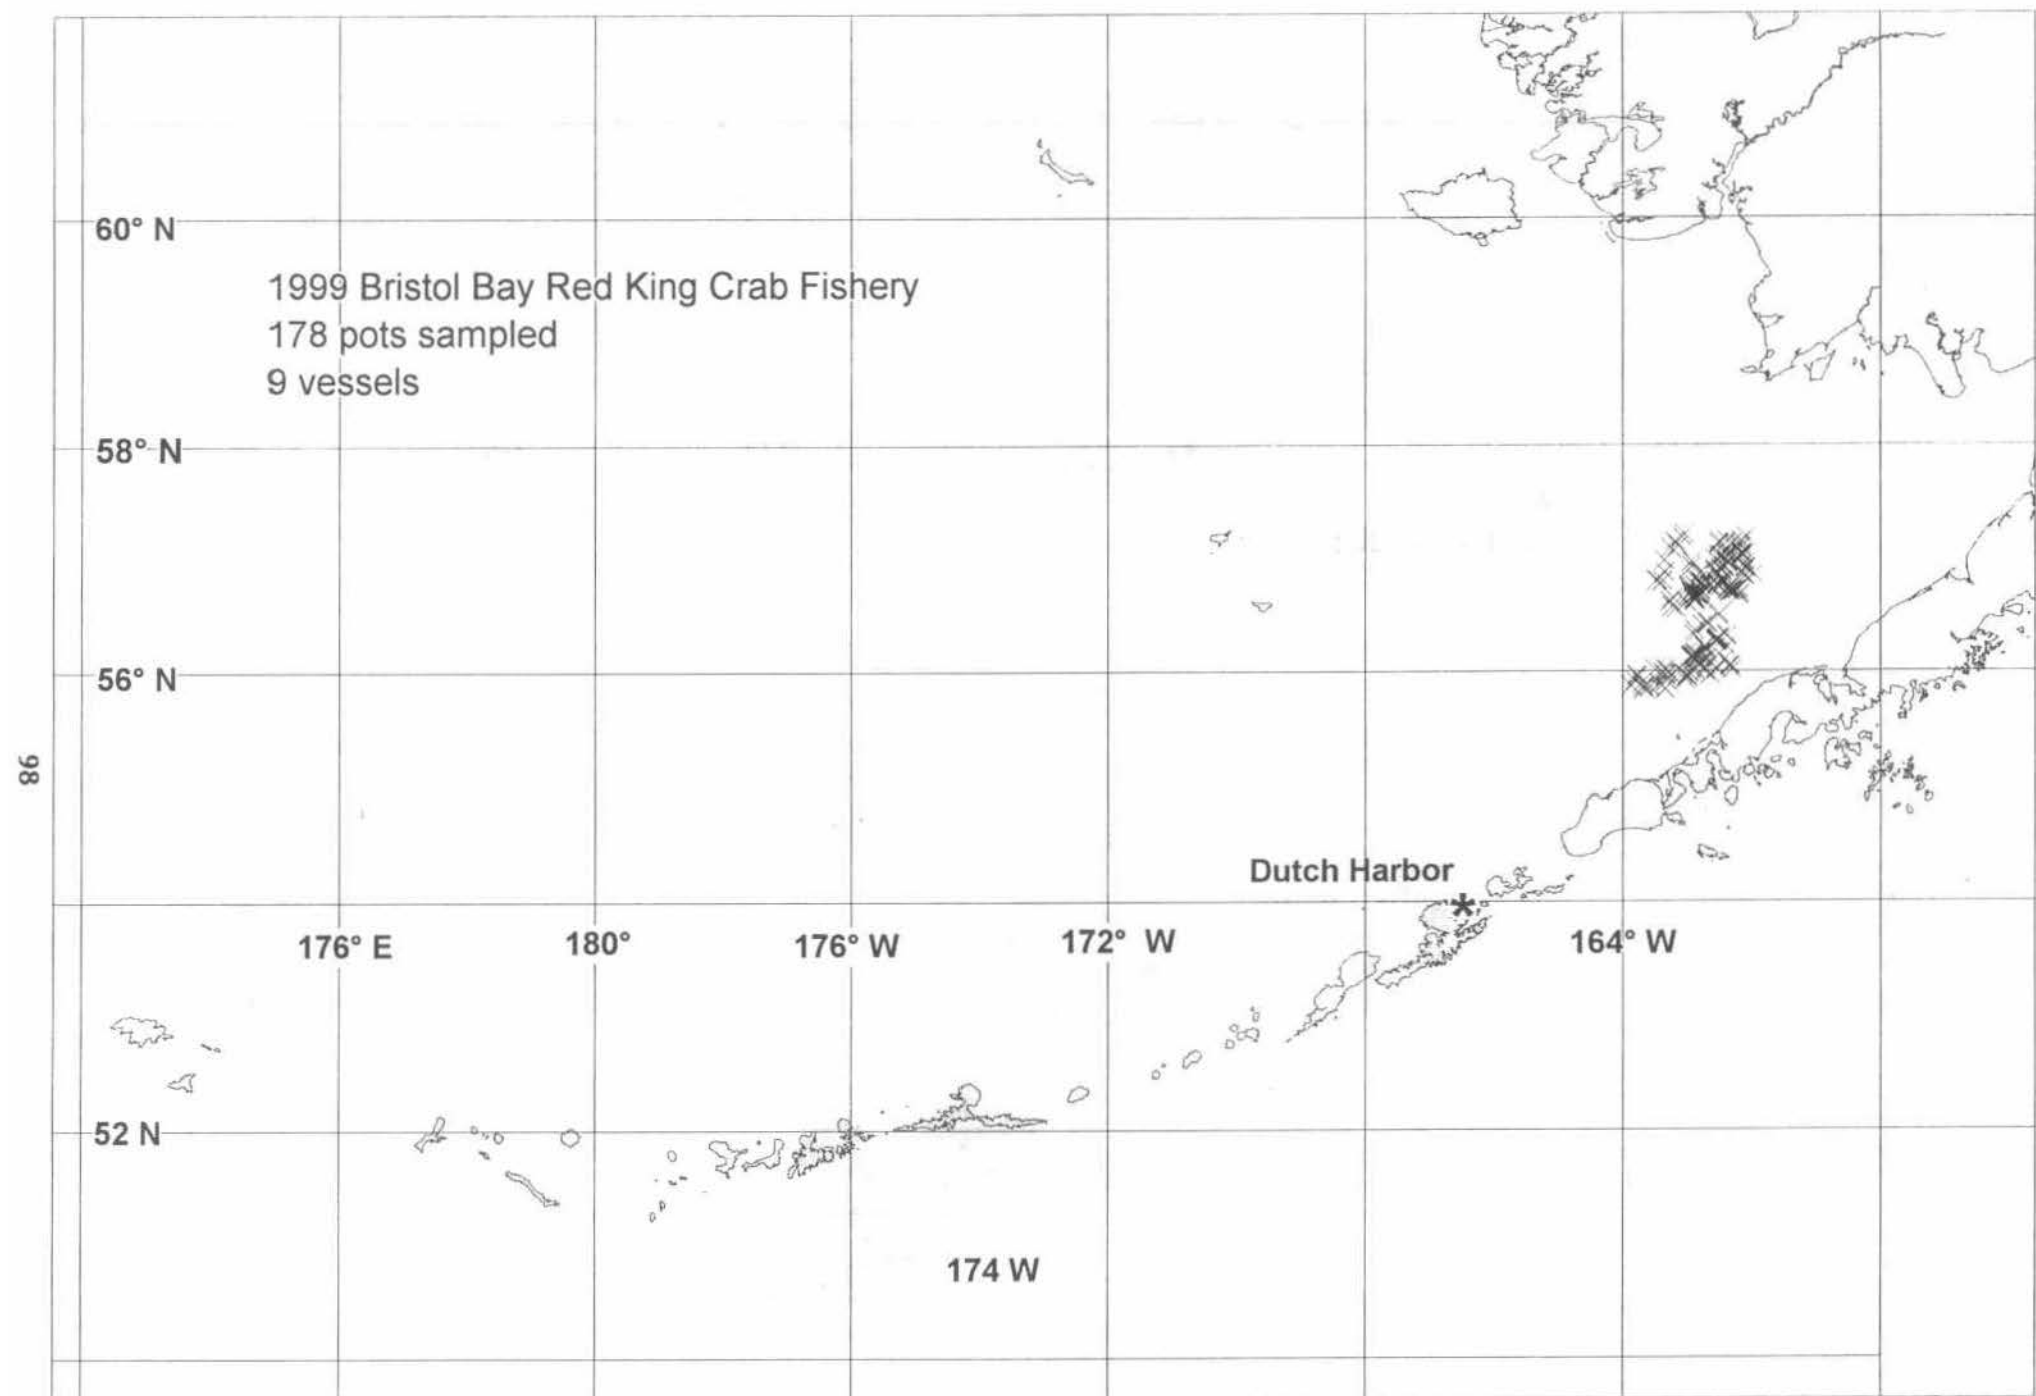 60° N
1999 Bristol Bay Red King Crab Fishery
178 pots sampled
9 vessels
58° N
56° N
98
Dutch Harbor
*
176° E 180° 176° W 172° W 164° W
52 N
174 W